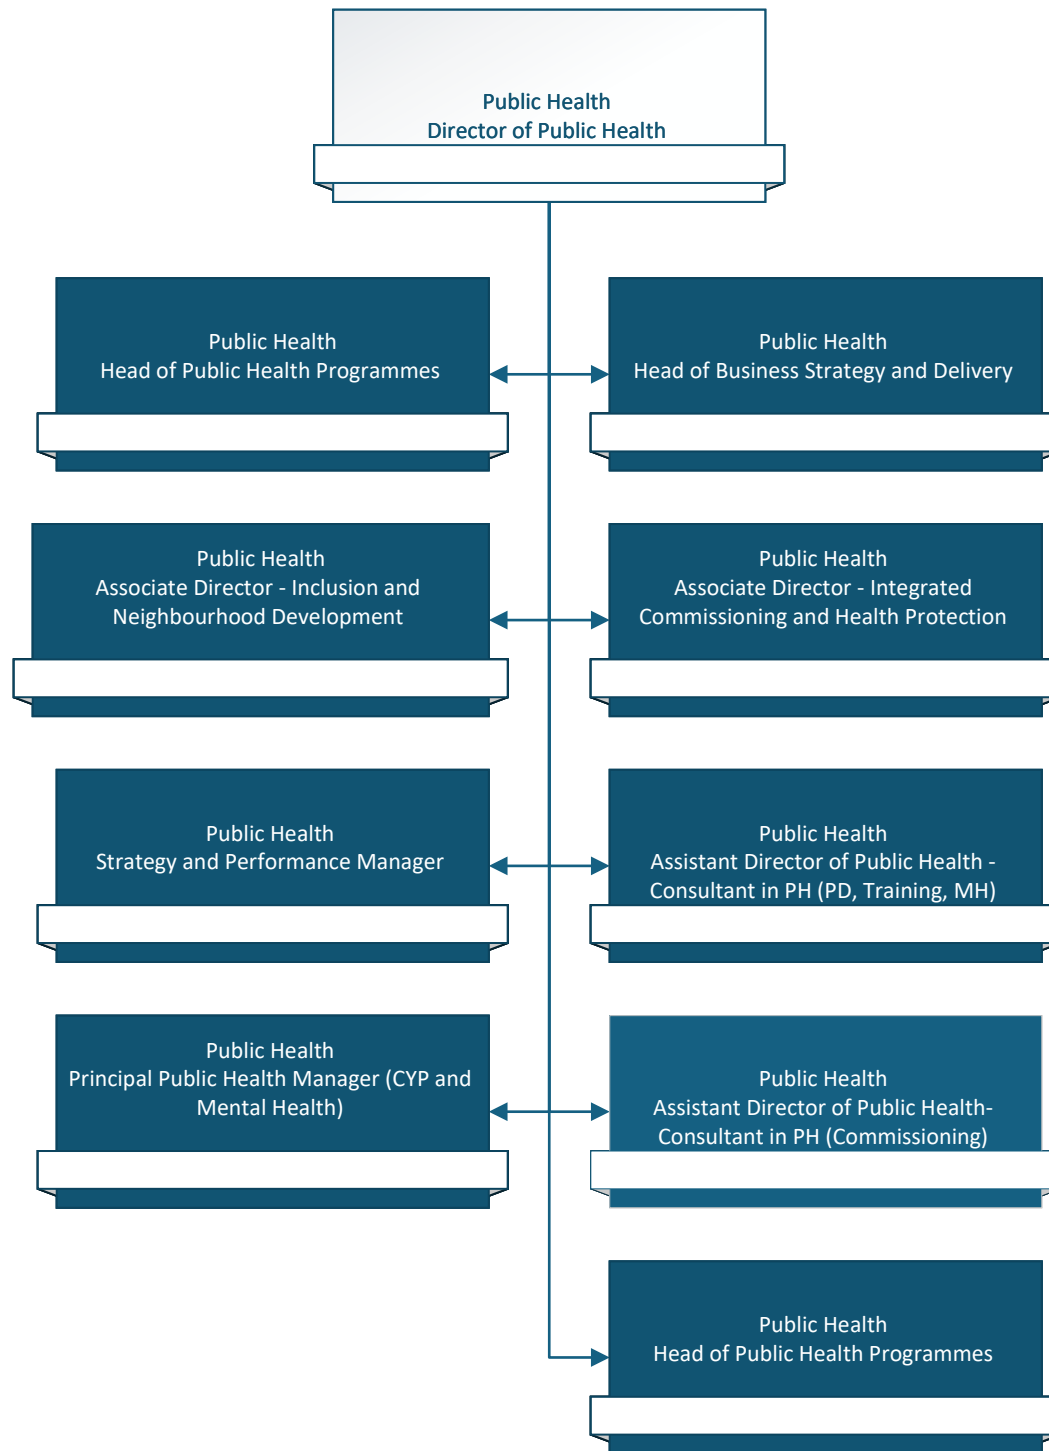 Public Health
Director of Public Health
Public Health
Head of Public Health Programmes
Public Health
Head of Business Strategy and Delivery
Public Health
Associate Director - Inclusion and
Neighbourhood Development
Public Health
Associate Director - Integrated
Commissioning and Health Protection
Public Health
Strategy and Performance Manager
Public Health
Assistant Director of Public Health -
Consultant in PH (PD, Training, MH)
Public Health
Principal Public Health Manager (CYP and
Mental Health)
Public Health
Assistant Director of Public Health-
Consultant in PH (Commissioning)
Public Health
Head of Public Health Programmes